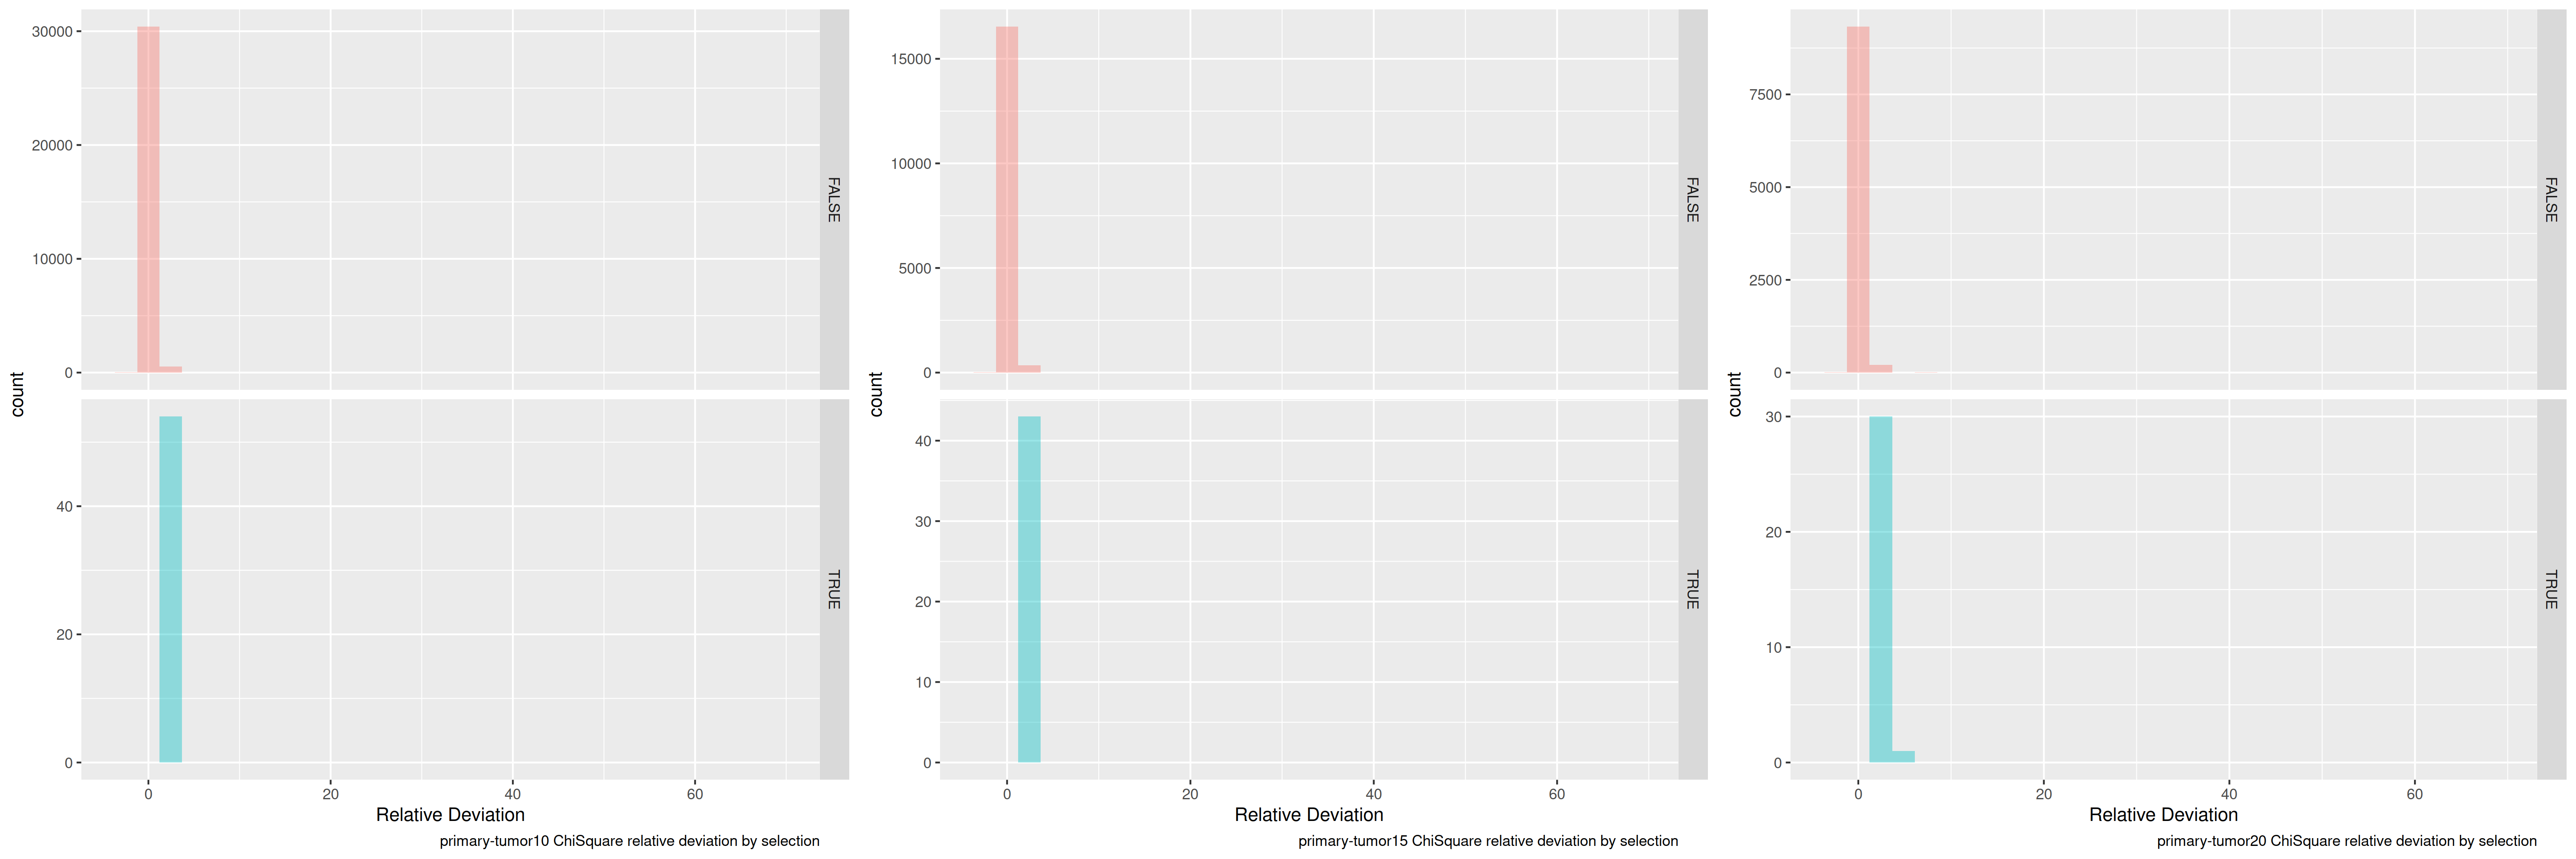 count
30000
20000
10000
0
FALSE
40
20
0
TRUE
0 20 40 60
Relative Deviation
primary-tumor10 ChiSquare relative deviation by selection
count
15000
10000
5000
0
FALSE
40
30
20
10
0
TRUE
0 20 40 60
Relative Deviation
primary-tumor15 ChiSquare relative deviation by selection
count
7500
5000
2500
0
FALSE
30
20
10
0
TRUE
0 20 40 60
Relative Deviation
primary-tumor20 ChiSquare relative deviation by selection